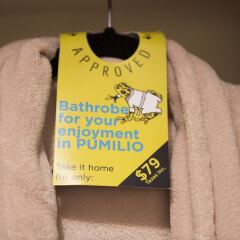 APPROVED
Bathrobe
for your
enjoyment
in PUMILIO
Take it home
for only:
$79
Taxes Inc.